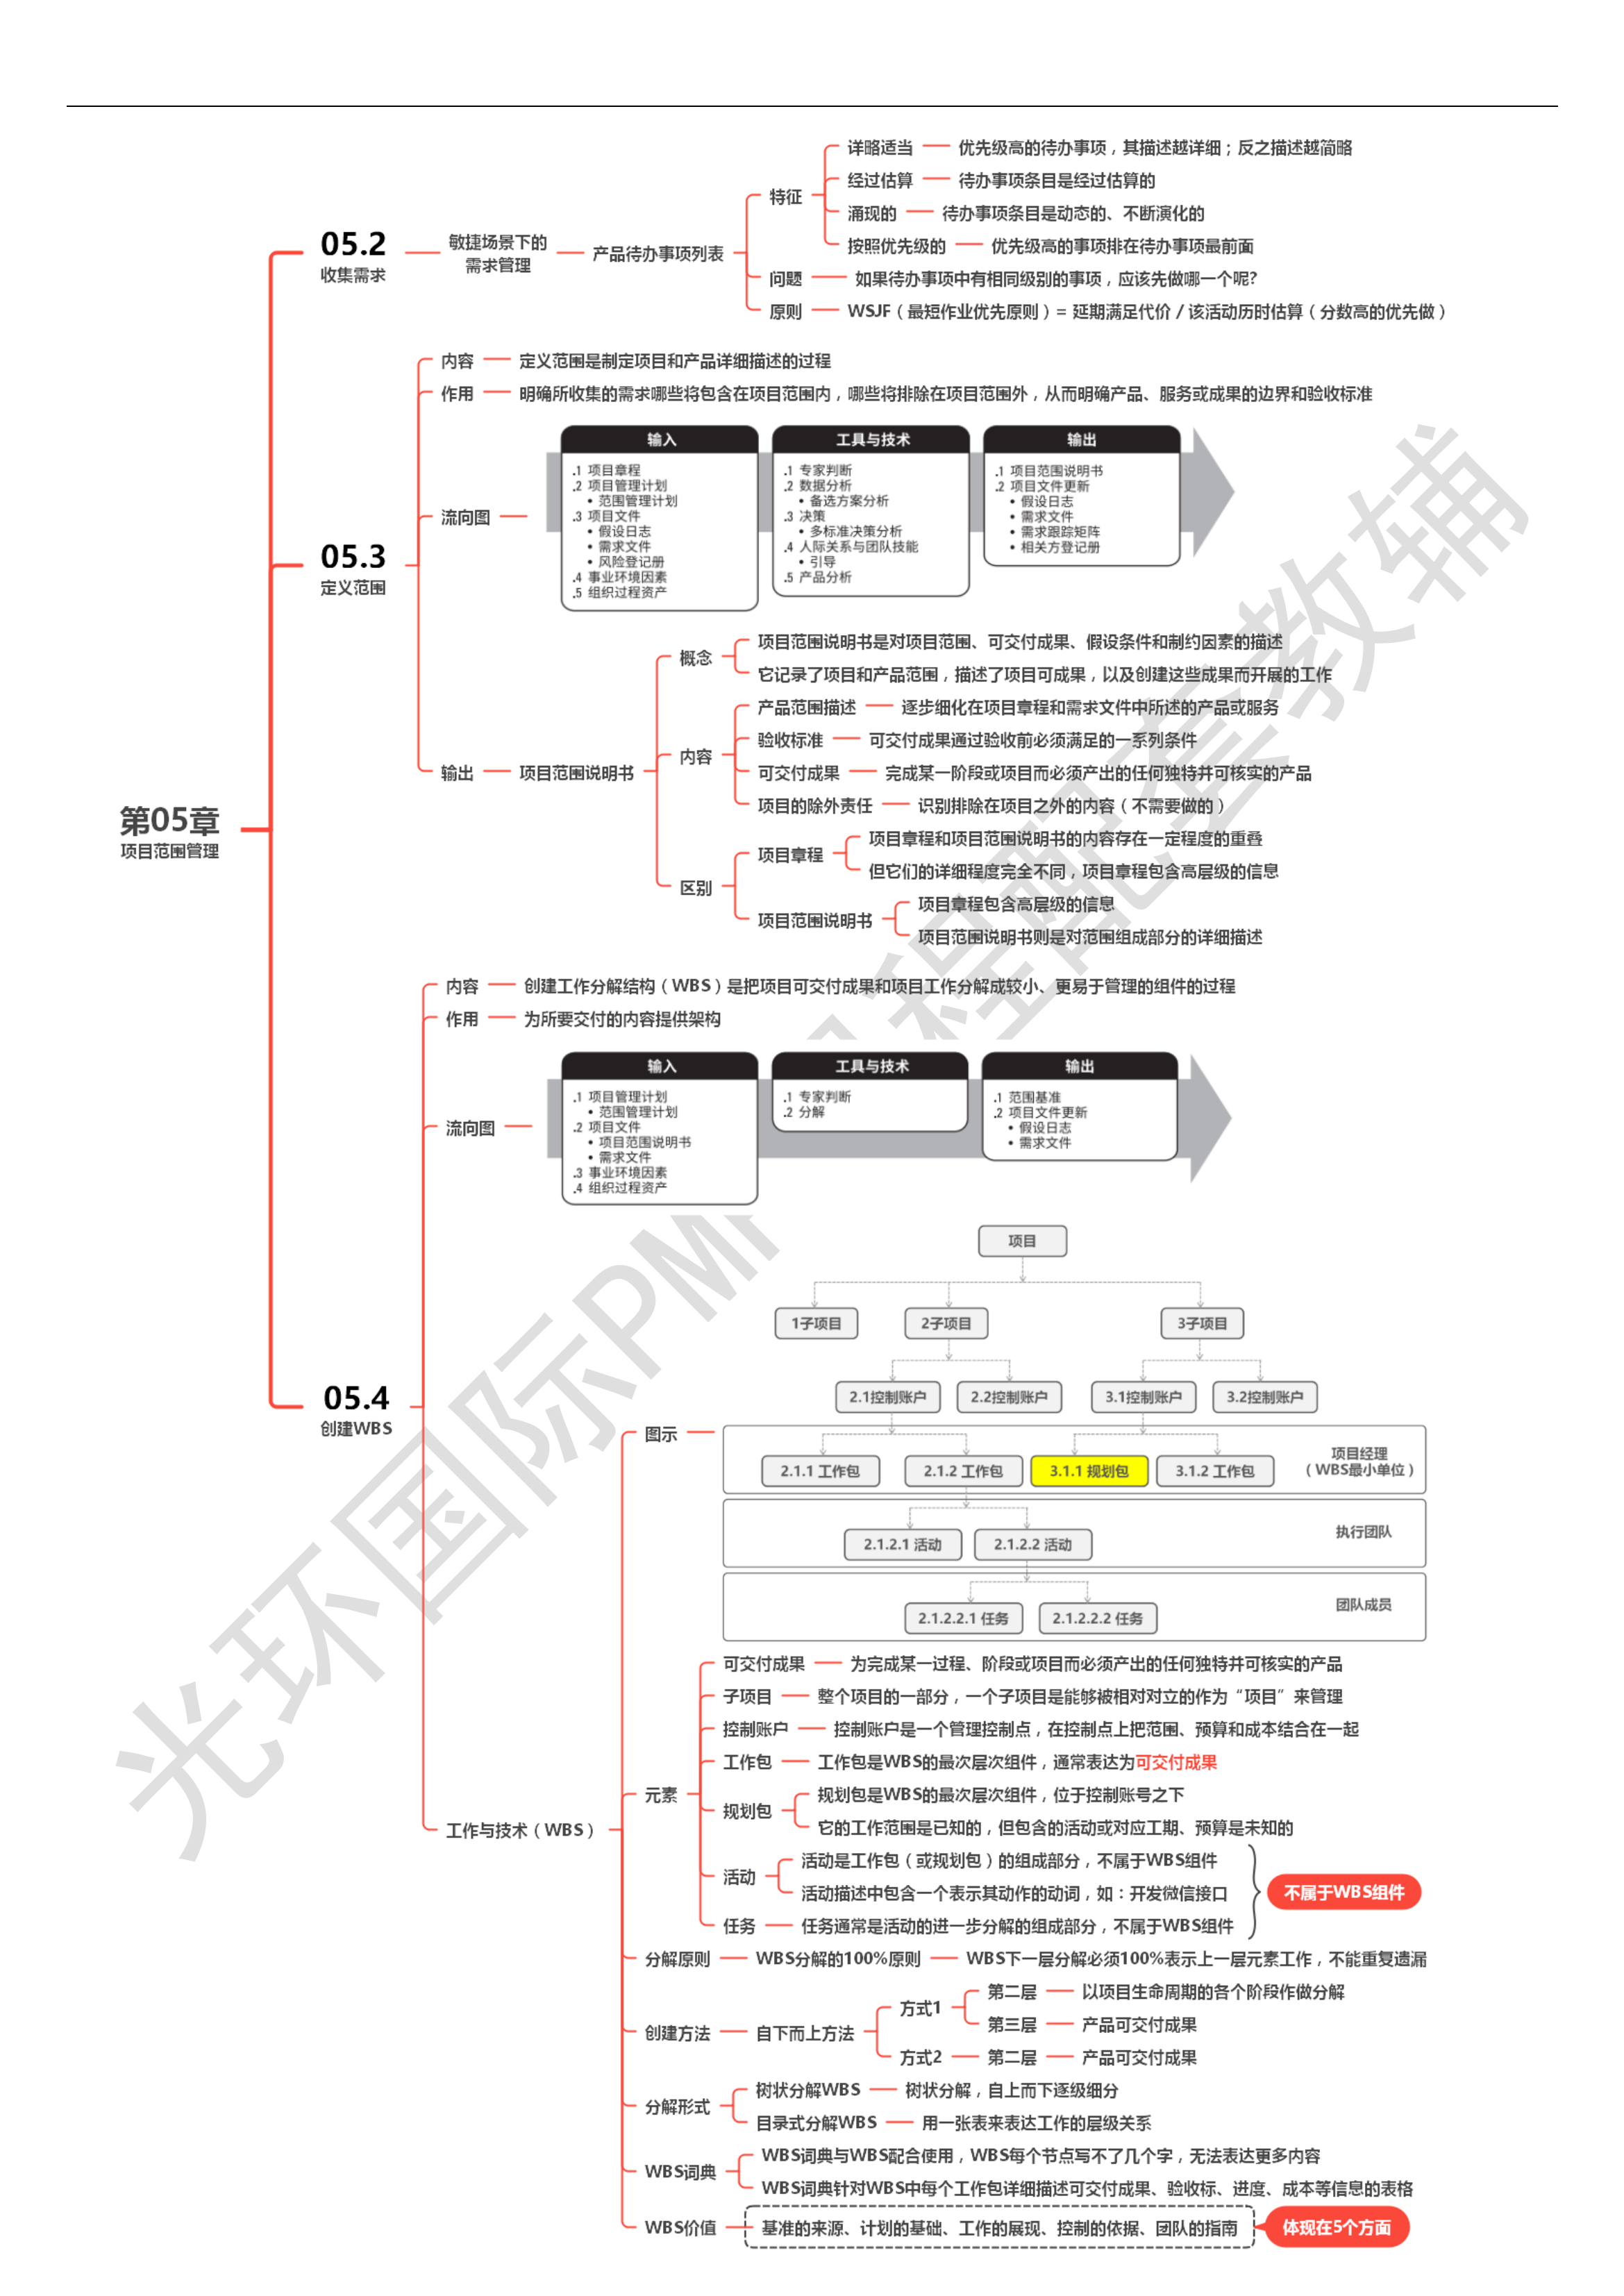 详略适当 优先级高的待办事项，其描述越详细；反之描述越简略
经过估算 待办事项条目是经过估算的
特征
涌现的 待办事项条目是动态的、不断演化的
05.2
收集需求
敏捷场景下的
需求管理
产品待办事项列表
按照优先级的 优先级高的事项排在待办事项最前面
问题 如果待办事项中有相同级别的事项，应该先做哪一个呢?
原则 WSJF（最短作业优先原则）= 延期满足代价 / 该活动历时估算（分数高的优先做）
内容 定义范围是制定项目和产品详细描述的过程
作用 明确所收集的需求哪些将包含在项目范围内，哪些将排除在项目范围外，从而明确产品、服务或成果的边界和验收标准
05.3
定义范围
流向图
输入
.1 项目章程
.2 项目管理计划
• 范围管理计划
.3 项目文件
• 假设日志
• 需求文件
• 风险登记册
.4 事业环境因素
.5 组织过程资产
工具与技术
.1 专家判断
.2 数据分析
• 备选方案分析
.3 决策
• 多标准决策分析
.4 人际关系与团队技能
• 引导
.5 产品分析
输出
.1 项目范围说明书
.2 项目文件更新
• 假设日志
• 需求文件
• 需求跟踪矩阵
• 相关方登记册
输出 项目范围说明书
概念
项目范围说明书是对项目范围、可交付成果、假设条件和制约因素的描述
它记录了项目和产品范围，描述了项目可成果，以及创建这些成果而开展的工作
内容
产品范围描述 逐步细化在项目章程和需求文件中所述的产品或服务
验收标准 可交付成果通过验收前必须满足的一系列条件
可交付成果 完成某一阶段或项目而必须产出的任何独特并可核实的产品
项目的除外责任 识别排除在项目之外的内容（不需要做的）
区别
项目章程
项目章程和项目范围说明书的内容存在一定程度的重叠
但它们的详细程度完全不同，项目章程包含高层级的信息
项目范围说明书
项目章程包含高层级的信息
项目范围说明书则是对范围组成部分的详细描述
第05章
项目范围管理
05.4
创建WBS
内容 创建工作分解结构（WBS）是把项目可交付成果和项目工作分解成较小、更易于管理的组件的过程
作用 为所要交付的内容提供架构
流向图
输入
.1 项目管理计划
• 范围管理计划
.2 项目文件
• 项目范围说明书
• 需求文件
.3 事业环境因素
.4 组织过程资产
工具与技术
.1 专家判断
.2 分解
输出
.1 范围基准
.2 项目文件更新
• 假设日志
• 需求文件
工作与技术（WBS）
图示
项目
1子项目 2子项目 3子项目
2.1控制账户 2.2控制账户 3.1控制账户 3.2控制账户
2.1.1 工作包 2.1.2 工作包 3.1.1 规划包 3.1.2 工作包
项目经理
（WBS最小单位）
2.1.2.1 活动 2.1.2.2 活动 执行团队
2.1.2.2.1 任务 2.1.2.2.2 任务 团队成员
元素
可交付成果 为完成某一过程、阶段或项目而必须产出的任何独特并可核实的产品
子项目 整个项目的一部分，一个子项目是能够被相对对立的作为“项目”来管理
控制账户 控制账户是一个管理控制点，在控制点上把范围、预算和成本结合在一起
工作包 工作包是WBS的最次层次组件，通常表达为可交付成果
规划包
规划包是WBS的最次层次组件，位于控制账号之下
它的工作范围是已知的，但包含的活动或对应工期、预算是未知的
活动
活动是工作包（或规划包）的组成部分，不属于WBS组件
活动描述中包含一个表示其动作的动词，如：开发微信接口
任务 任务通常是活动的进一步分解的组成部分，不属于WBS组件
不属于WBS组件
分解原则 WBS分解的100%原则 WBS下一层分解必须100%表示上一层元素工作，不能重复遗漏
创建方法 自下而上方法
方式1
第二层 以项目生命周期的各个阶段作做分解
第三层 产品可交付成果
方式2 第二层 产品可交付成果
分解形式
树状分解WBS 树状分解，自上而下逐级细分
目录式分解WBS 用一张表来表达工作的层级关系
WBS词典
WBS词典与WBS配合使用，WBS每个节点写不了几个字，无法表达更多内容
WBS词典针对WBS中每个工作包详细描述可交付成果、验收标、进度、成本等信息的表格
WBS价值 基准的来源、计划的基础、工作的展现、控制的依据、团队的指南
体现在5个方面